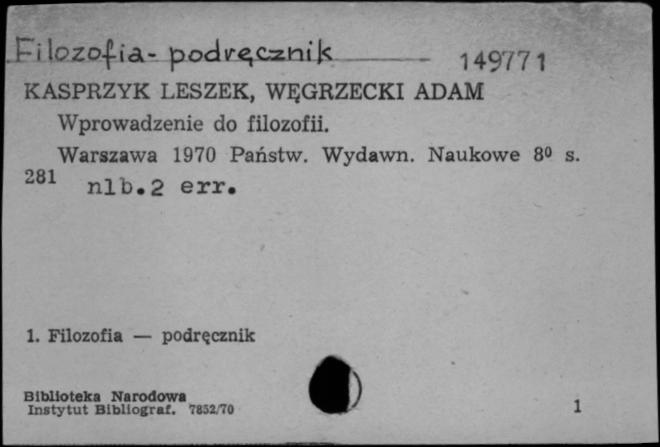 Filozofia - podręcznik 149771
KASPRZYK LESZEK, WĘGRZECKI ADAM
Wprowadzenie do filozofii.
Warszawa 1970 Państw. Wydawn. Naukowe 8⁰ s.
281 nlb.2 err.
1. Filozofia — podręcznik
Biblioteka Narodowa
Instytut Bibliograf. 7852/70
1